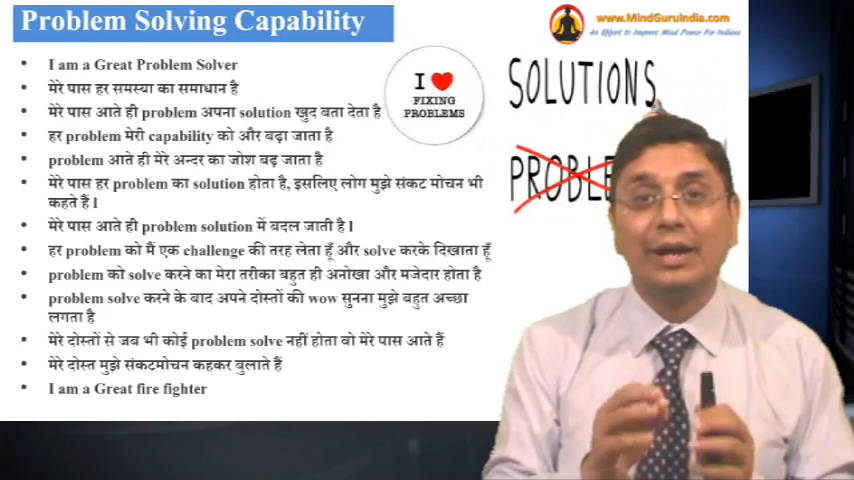 Problem Solving Capability
www.MindGuruIndia.com
An Effort to Improve Mind Power For Indians
I am a Great Problem Solver
मेरे पास हर समस्या का समाधान है
मेरे पास आते ही problem अपना solution खुद बता देता है
हर problem मेरी capability को और बढ़ा जाता है
problem आते ही मेरे अन्दर का जोश बढ़ जाता है
मेरे पास हर problem का solution होता है, इसलिए लोग मुझे संकट मोचन भी
कहते हैं l
मेरे पास आते ही problem solution में बदल जाती है l
हर problem को मैं एक challenge की तरह लेता हूँ और solve करके दिखाता हूँ
problem को solve करने का मेरा तरीका बहुत ही अनोखा और मजेदार होता है
problem solve करने के बाद अपने दोस्तों की wow सुनना मुझे बहुत अच्छा
लगता है
मेरे दोस्तों से जब भी कोई problem solve नहीं होता वो मेरे पास आते हैं
मेरे दोस्त मुझे संकटमोचन कहकर बुलाते हैं
I am a Great fire fighter
I
FIXING
PROBLEMS
SOLUTIONS
PROBLE